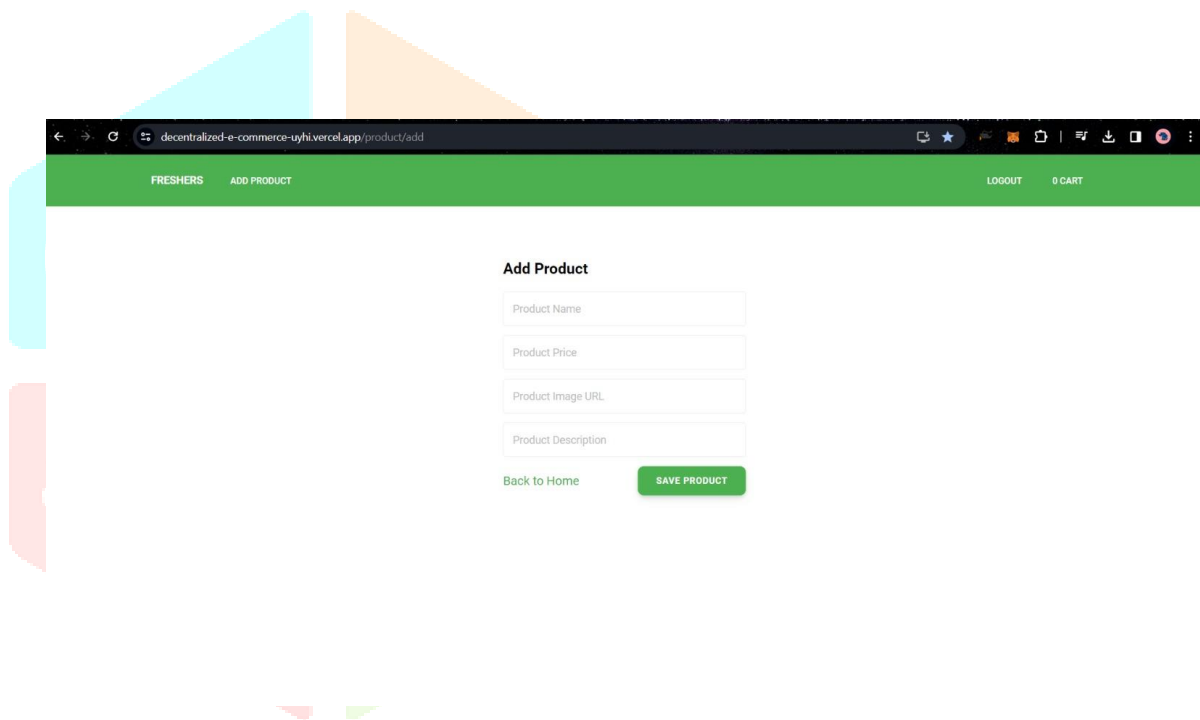 decentralized-e-commerce-uyhi.vercel.app/product/add
FRESHERS ADD PRODUCT LOGOUT 0 CART
Add Product
Product Name
Product Price
Product Image URL
Product Description
Back to Home SAVE PRODUCT